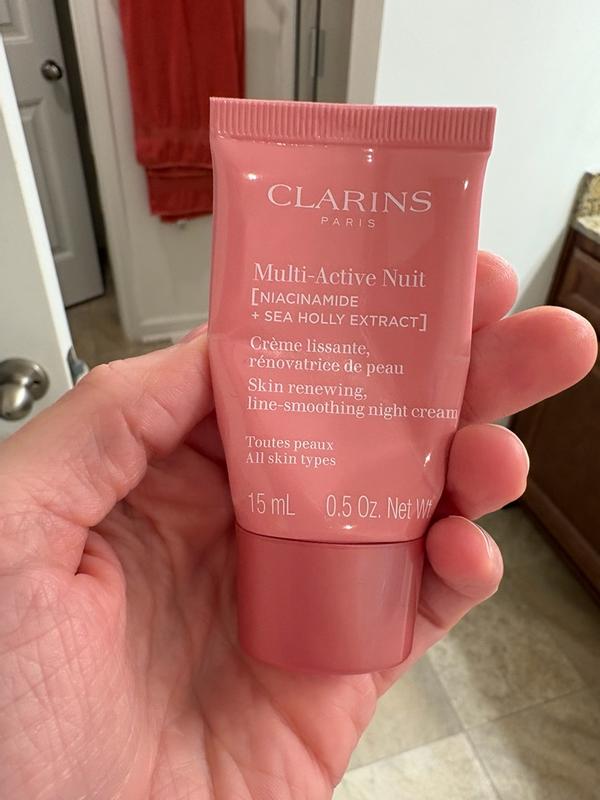 CLARINS
PARIS
Multi-Active Nuit
[NIACINAMIDE
+ SEA HOLLY EXTRACT]
Crème lissante,
rénovatrice de peau
Skin renewing,
line-smoothing night cream
Toutes peaux
All skin types
15 mL 0.5 Oz. Net Wt